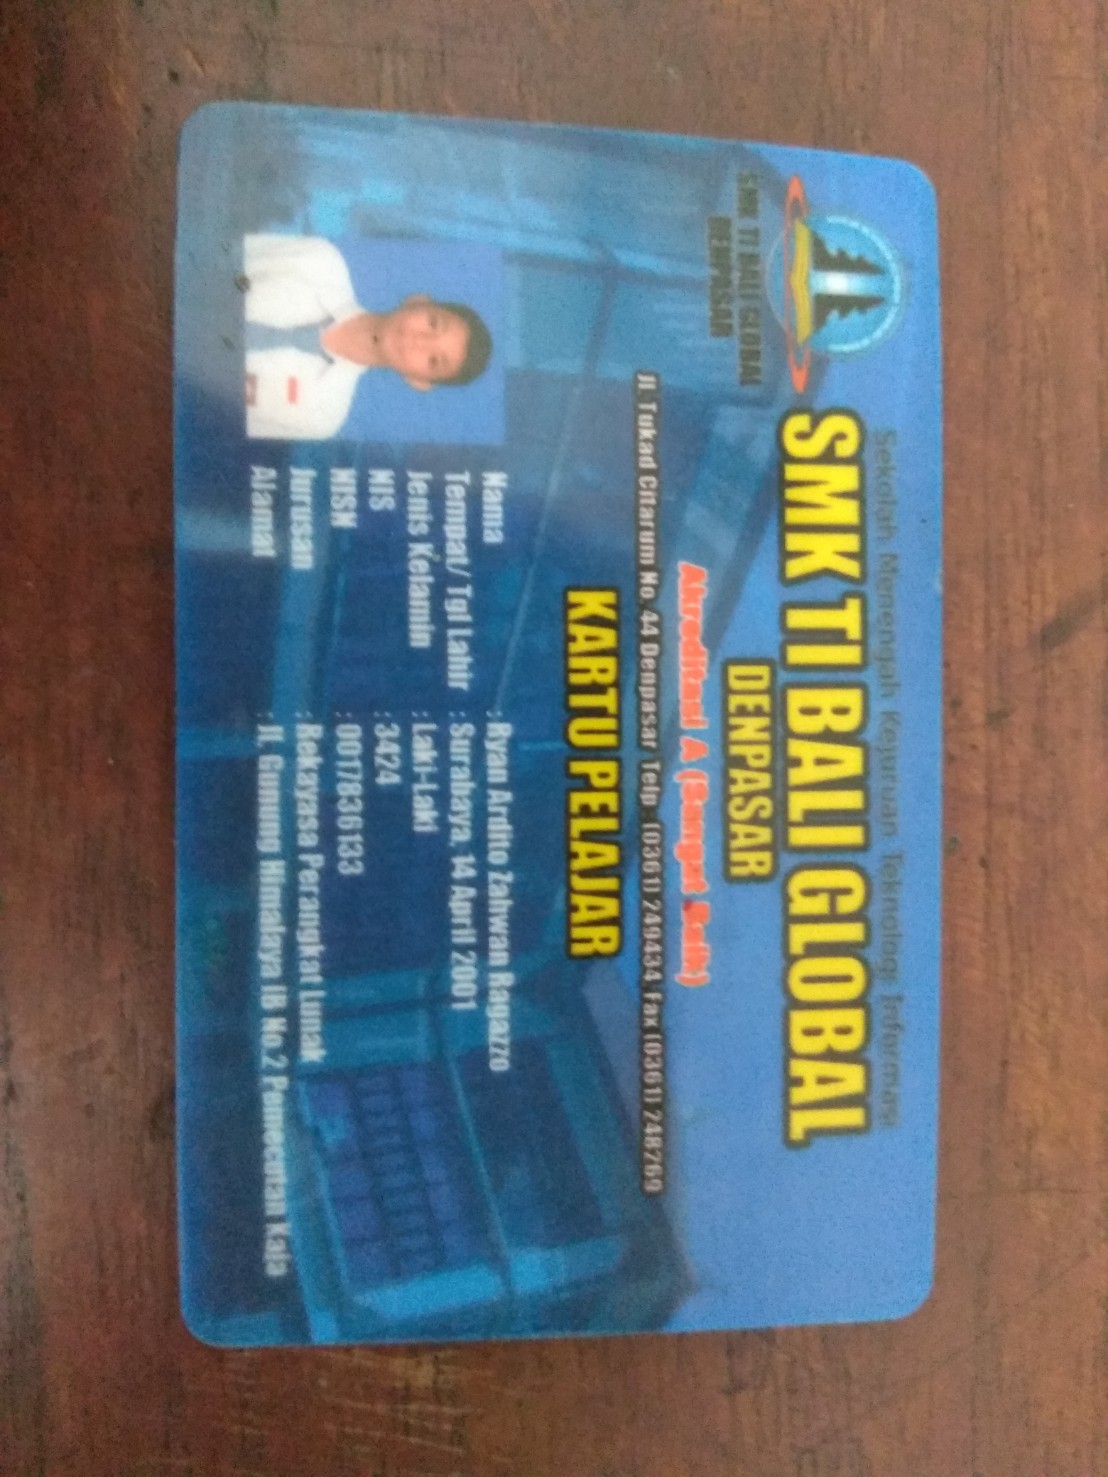 Sekolah Menengah Kejuruan Teknologi Informasi
SMK TI BALI GLOBAL
DENPASAR
SMK TI BALI GLOBAL
DENPASAR
Akreditasi A (Sangat Baik)
Jl. Tukad Citarum No. 44 Denpasar Telp. (0361) 249434, Fax (0361) 248269
KARTU PELAJAR
Nama : Ryan Ardito Zahwan Ragazzo
Tempat/ Tgl Lahir : Surabaya, 14 April 2001
Jenis Kelamin : Laki-Laki
NIS : 3424
NISN : 0017836133
Jurusan : Rekayasa Perangkat Lunak
Alamat : Jl. Gunung Himalaya IB No.2 Pemecutan Kaja